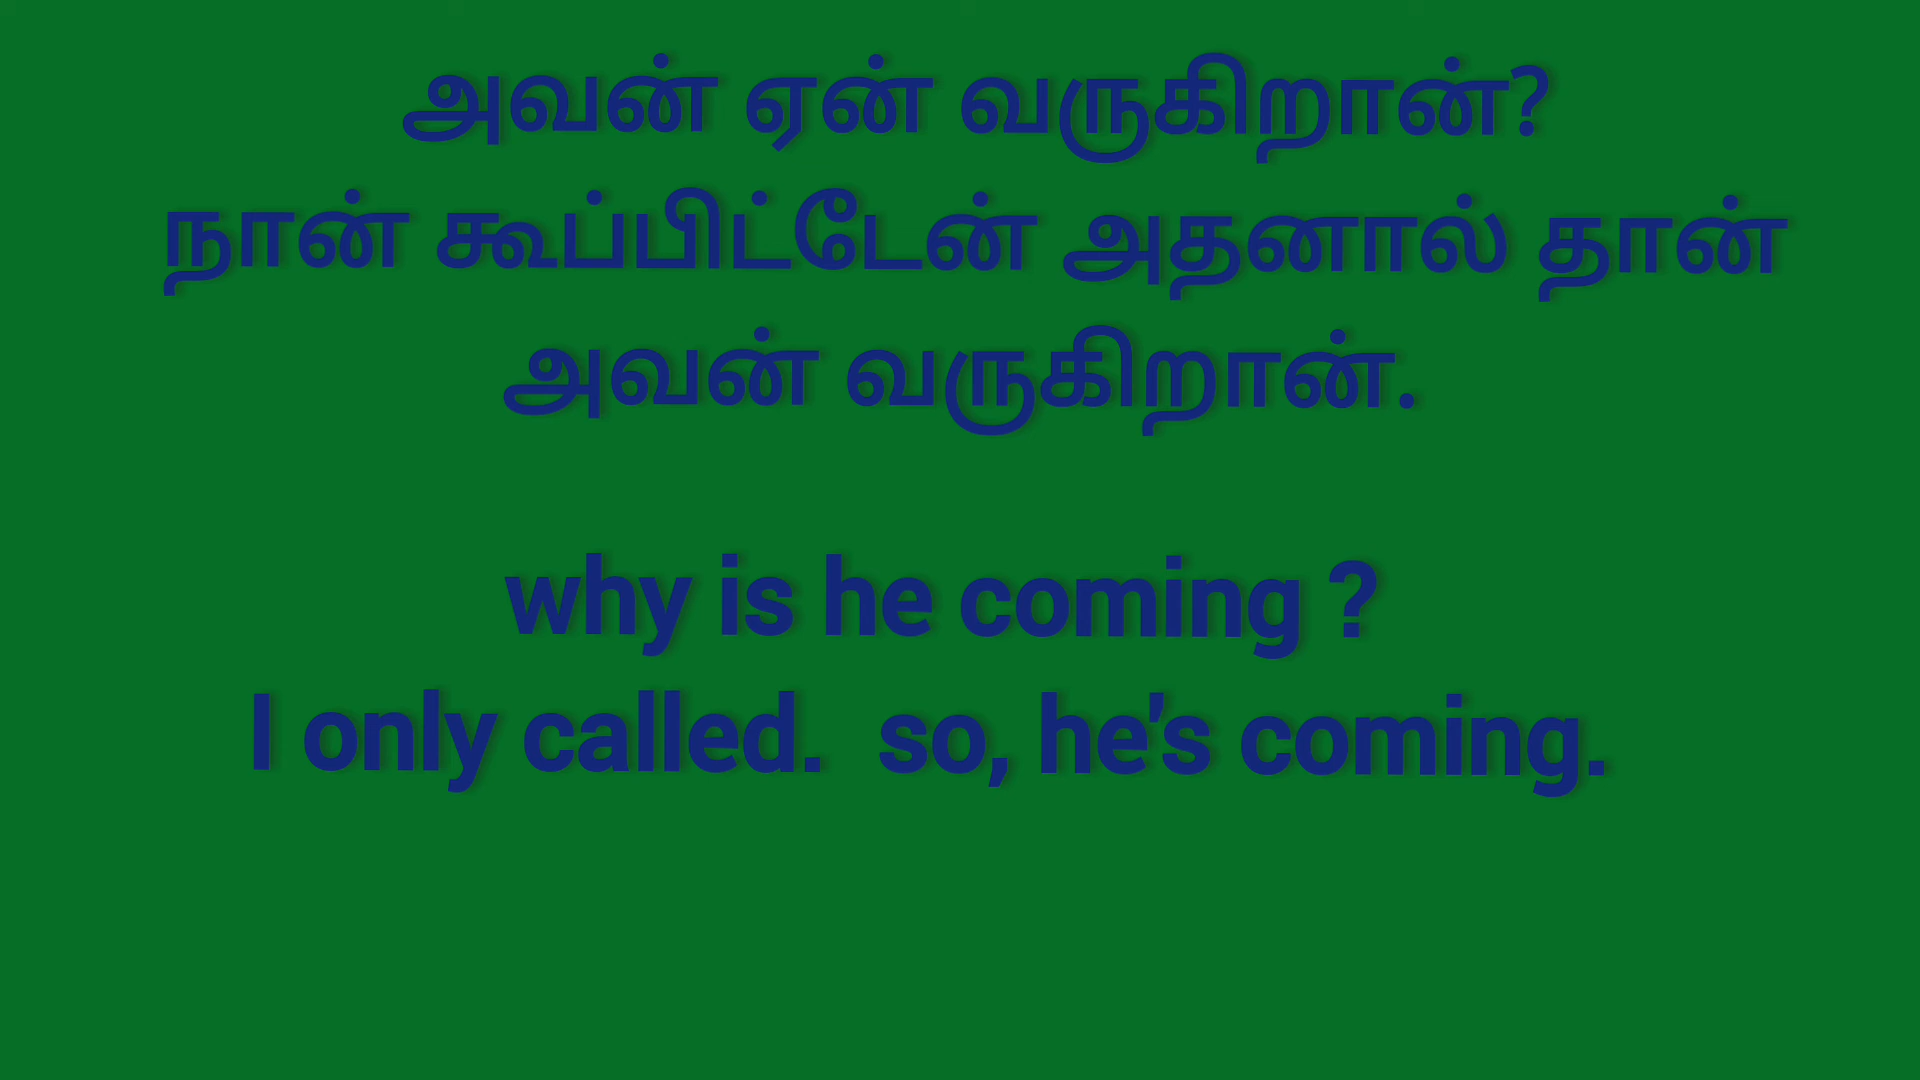 அவன் ஏன் வருகிறான்?
நான் கூப்பிட்டேன் அதனால் தான்
அவன் வருகிறான்.
why is he coming ?
I only called.  so, he's coming.